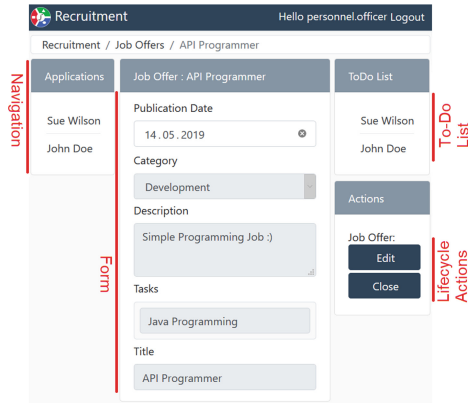 Recruitment
Hello personnel.officer Logout
Recruitment / Job Offers / API Programmer
Navigation
Applications
Sue Wilson
John Doe
Form
Job Offer : API Programmer
Publication Date
14.05.2019
Category
Development
Description
Simple Programming Job :)
Tasks
Java Programming
Title
API Programmer
ToDo List
Sue Wilson
John Doe
To-Do
List
Actions
Job Offer:
Edit
Close
Lifecycle
Actions